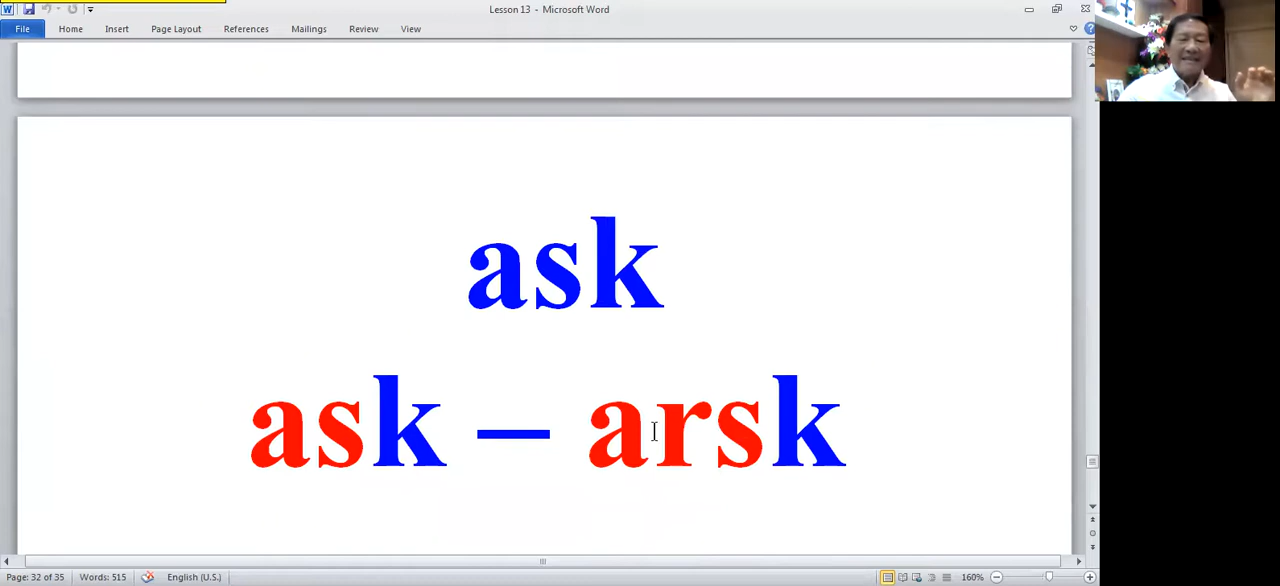 Lesson 13 - Microsoft Word
File Home Insert Page Layout References Mailings Review View
ask
ask – arsk
Page: 32 of 35 Words: 515 English (U.S.) 160%